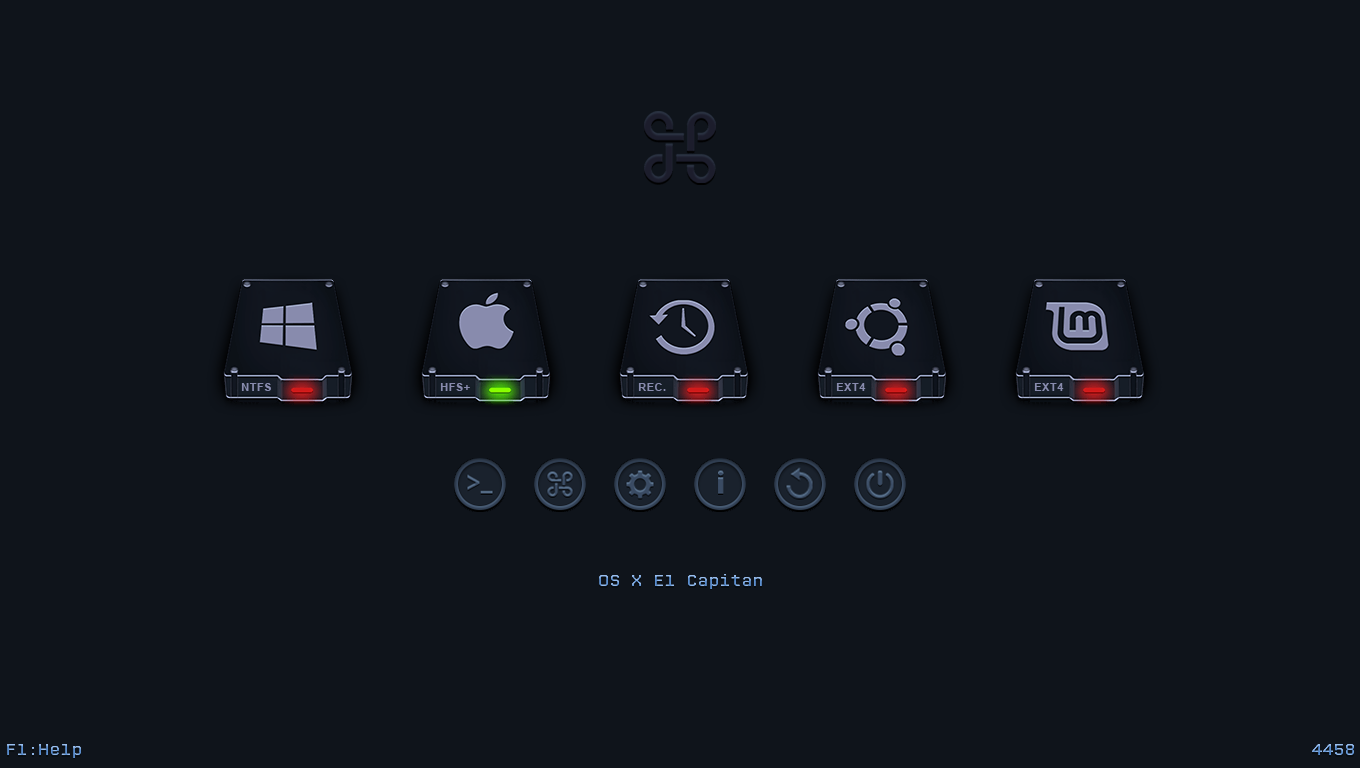 NTFS
HFS+
REC.
EXT4
EXT4
OS X El Capitan
F1:Help
4458